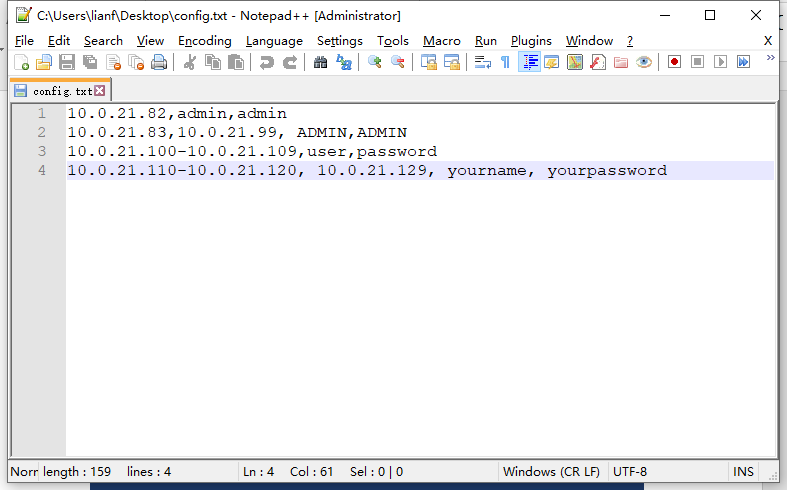 C:\Users\lianf\Desktop\config.txt - Notepad++ [Administrator]
File Edit Search View Encoding Language Settings Tools Macro Run Plugins Window ? X
config.txt
1 10.0.21.82,admin,admin
2 10.0.21.83,10.0.21.99, ADMIN,ADMIN
3 10.0.21.100-10.0.21.109,user,password
4 10.0.21.110-10.0.21.120, 10.0.21.129, yourname, yourpassword
Norr length : 159 lines : 4 Ln : 4 Col : 61 Sel : 0 | 0 Windows (CR LF) UTF-8 INS